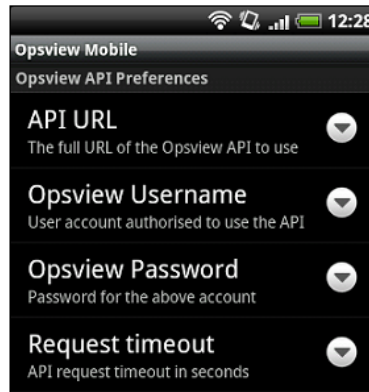 12:28
Opsview Mobile
Opsview API Preferences
API URL
The full URL of the Opsview API to use
Opsview Username
User account authorised to use the API
Opsview Password
Password for the above account
Request timeout
API request timeout in seconds